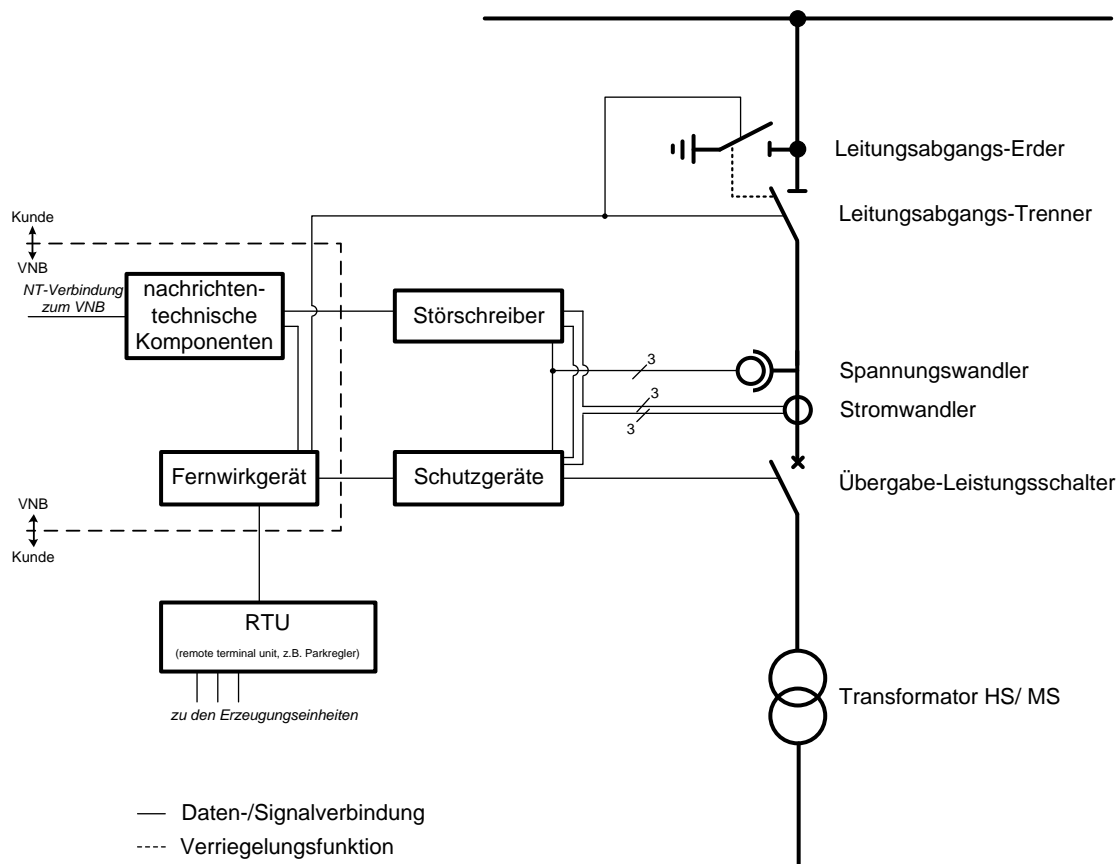 Leitungsabgangs-Erder
Leitungsabgangs-Trenner
Kunde
VNB
NT-Verbindung
zum VNB
nachrichten-
technische
Komponenten
Störschreiber
3
Spannungswandler
3
Stromwandler
3
Fernwirkgerät
Schutzgeräte
Übergabe-Leistungsschalter
VNB
Kunde
RTU
(remote terminal unit, z.B. Parkregler)
zu den Erzeugungseinheiten
Transformator HS/ MS
Daten-/Signalverbindung
Verriegelungsfunktion